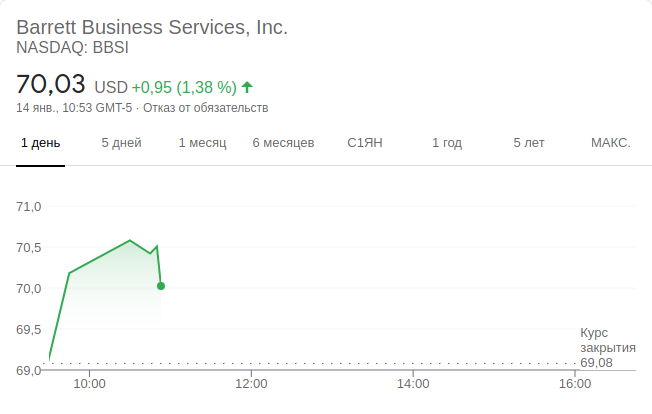 Barrett Business Services, Inc.
NASDAQ: BBSI
70,03 USD +0,95 (1,38 %)
14 янв., 10:53 GMT-5 · Отказ от обязательств
1 день 5 дней 1 месяц 6 месяцев С1ЯН 1 год 5 лет МАКС.
71,0
70,5
70,0
69,5
Курс
закрытия
69,08
69,0
10:00 12:00 14:00 16:00